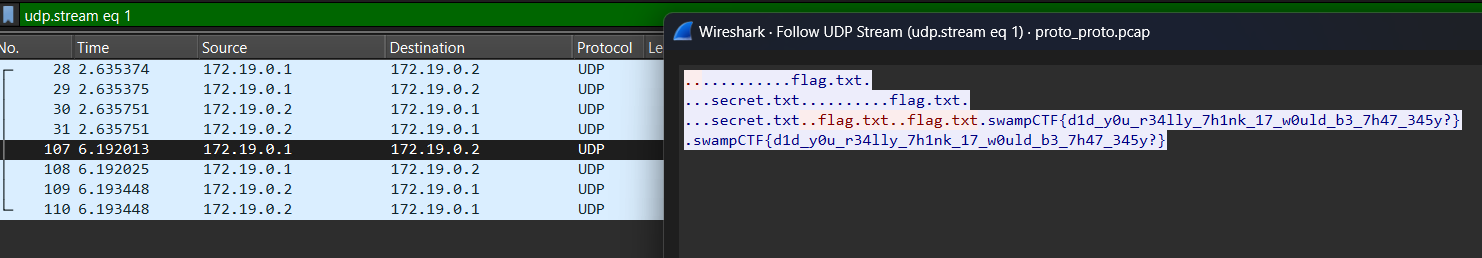 udp.stream eq 1
No. Time Source Destination Protocol Le
28 2.635374 172.19.0.1 172.19.0.2 UDP
29 2.635375 172.19.0.1 172.19.0.2 UDP
30 2.635751 172.19.0.2 172.19.0.1 UDP
31 2.635751 172.19.0.2 172.19.0.1 UDP
107 6.192013 172.19.0.1 172.19.0.2 UDP
108 6.192025 172.19.0.1 172.19.0.2 UDP
109 6.193448 172.19.0.2 172.19.0.1 UDP
110 6.193448 172.19.0.2 172.19.0.1 UDP
Wireshark · Follow UDP Stream (udp.stream eq 1) · proto_proto.pcap
.............flag.txt.
...secret.txt..........flag.txt.
...secret.txt..flag.txt..flag.txt.swampCTF{d1d_y0u_r34lly_7h1nk_17_w0uld_b3_7h47_345y?}
.swampCTF{d1d_y0u_r34lly_7h1nk_17_w0uld_b3_7h47_345y?}